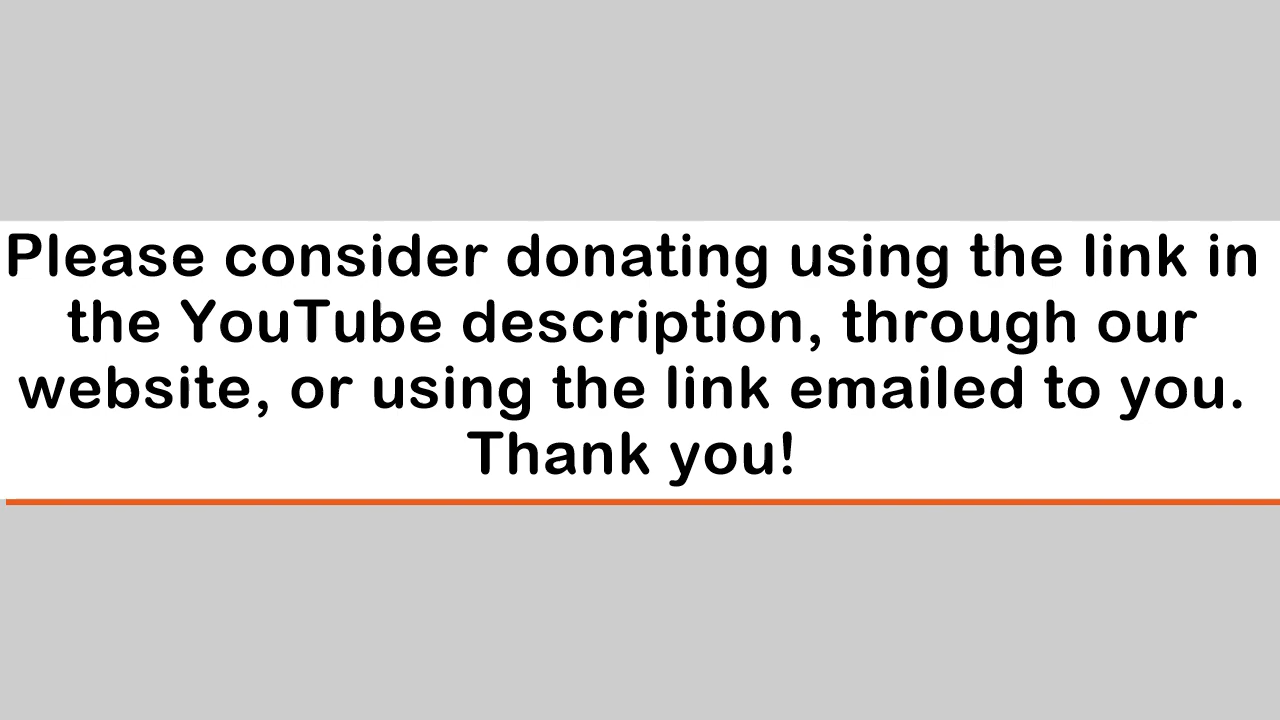 Please consider donating using the link in
the YouTube description, through our
website, or using the link emailed to you.
Thank you!